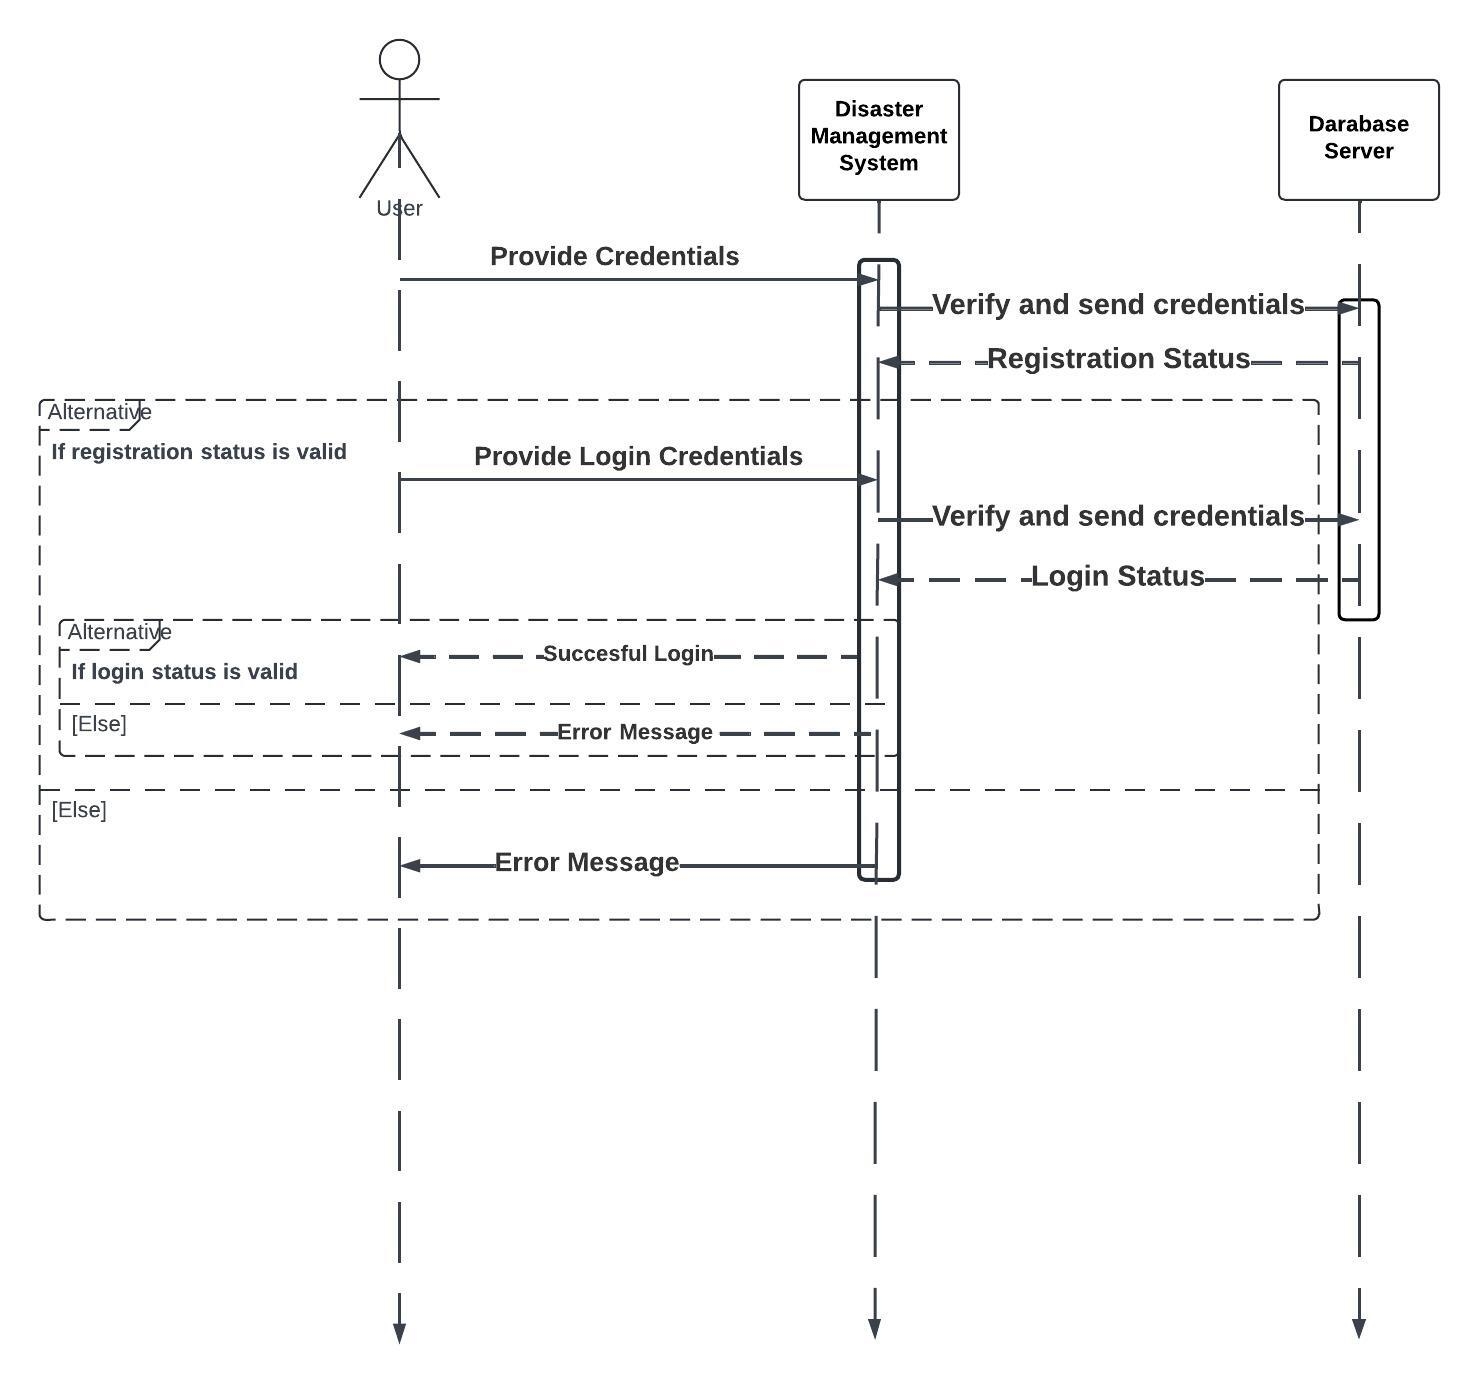 User
Disaster
Management
System
Darabase
Server
Provide Credentials
Verify and send credentials
Registration Status
Alternative
If registration status is valid
Provide Login Credentials
Verify and send credentials
Login Status
Alternative
Succesful Login
If login status is valid
[Else]
Error Message
[Else]
Error Message